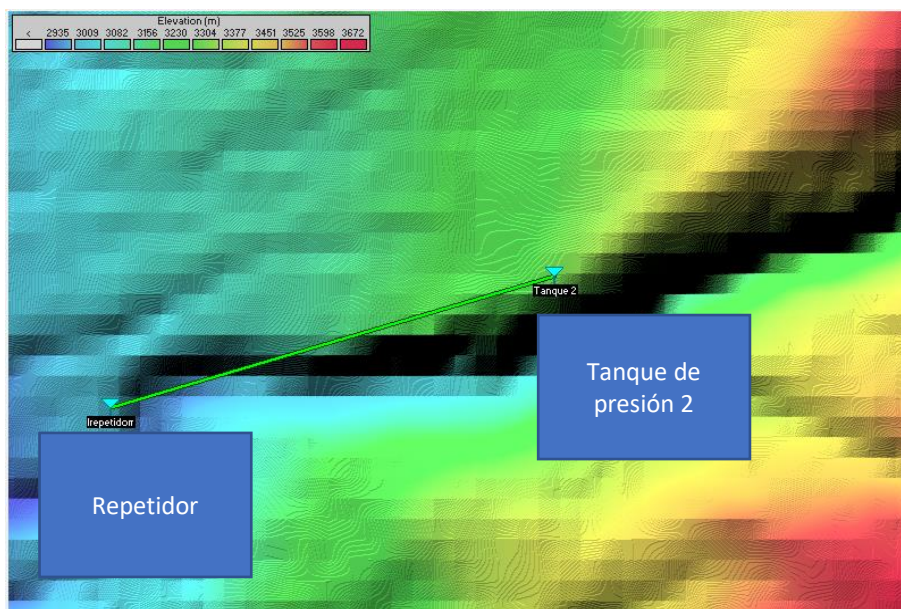 Elevation (m)
< 2935 3009 3082 3156 3230 3304 3377 3451 3525 3598 3672
Tanque 2
Tanque de
presión 2
Irepetidorr
Repetidor